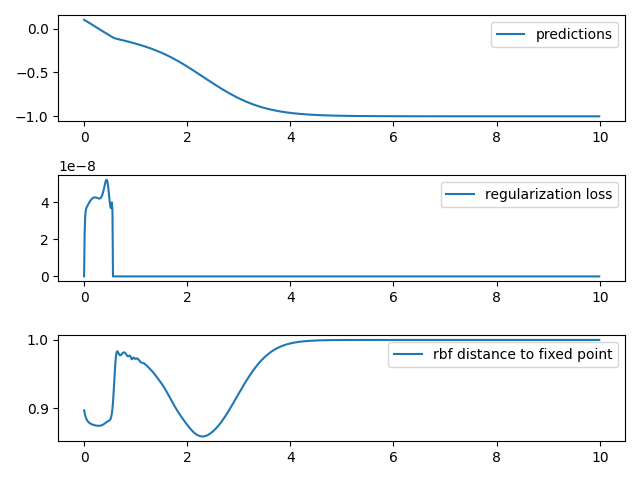 0.0
predictions
−0.5
−1.0
0 2 4 6 8 10
1e−8
regularization loss
4
2
0
0 2 4 6 8 10
1.0
rbf distance to fixed point
0.9
0 2 4 6 8 10